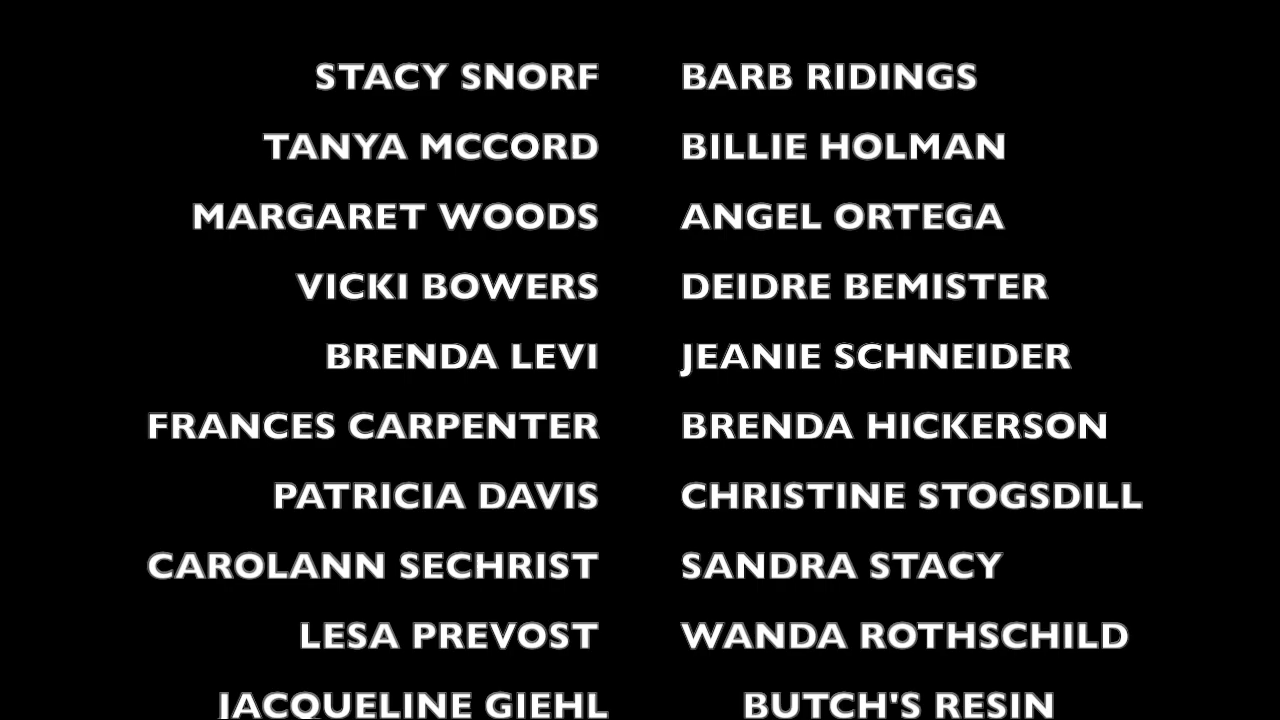 STACY SNORF BARB RIDINGS
TANYA MCCORD BILLIE HOLMAN
MARGARET WOODS ANGEL ORTEGA
VICKI BOWERS DEIDRE BEMISTER
BRENDA LEVI JEANIE SCHNEIDER
FRANCES CARPENTER BRENDA HICKERSON
PATRICIA DAVIS CHRISTINE STOGSDILL
CAROLANN SECHRIST SANDRA STACY
LESA PREVOST WANDA ROTHSCHILD
JACQUELINE GIEHL BUTCH'S RESIN